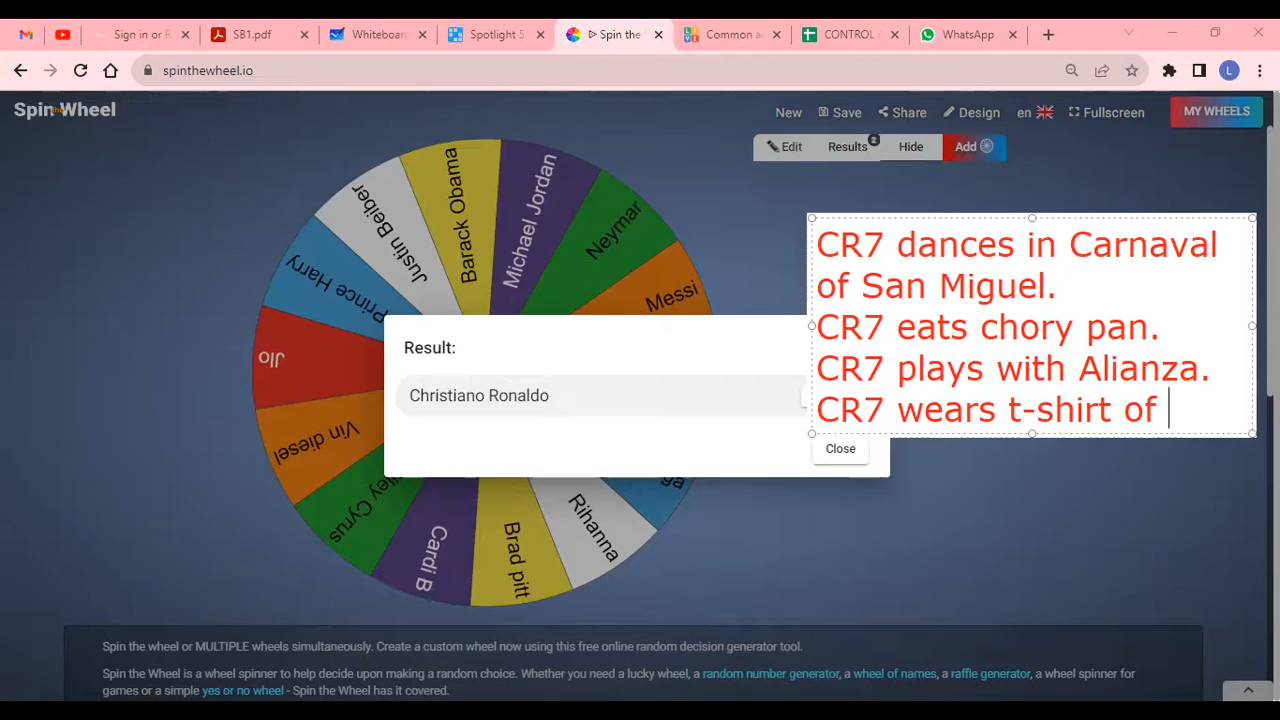 Sign in or R
SB1.pdf
Whiteboard
Spotlight 5
Spin the
Common a
CONTROL
WhatsApp
spinthewheel.io
Spin the Wheel
New
Save
Share
Design
en
Fullscreen
MY WHEELS
Edit
Results 2
Hide
Add
Michael Jordan
Barack Obama
Neymar
Justin Beiber
Messi
Prince Harry
Jlo
Vin diesel
ley Cyrus
Cardi B
Brad pitt
Rihanna
ga
Result:
Christiano Ronaldo
Close
CR7 dances in Carnaval
of San Miguel.
CR7 eats chory pan.
CR7 plays with Alianza.
CR7 wears t-shirt of
Spin the wheel or MULTIPLE wheels simultaneously. Create a custom wheel now using this free online random decision generator tool.
Spin the Wheel is a wheel spinner to help decide upon making a random choice. Whether you need a lucky wheel, a random number generator, a wheel of names, a raffle generator, a wheel spinner for
games or a simple yes or no wheel - Spin the Wheel has it covered.
L